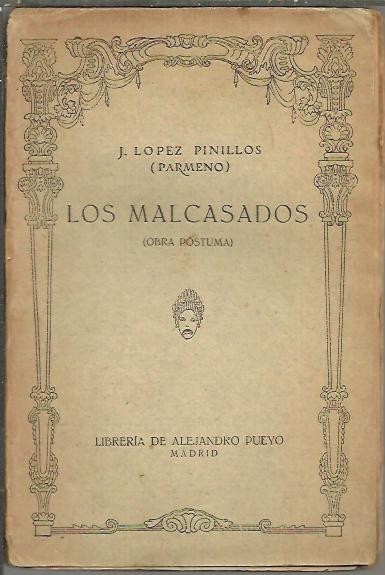 J. LOPEZ PINILLOS
(PARMENO)
LOS MALCASADOS
(OBRA PÓSTUMA)
LIBRERÍA DE ALEJANDRO PUEYO
MADRID